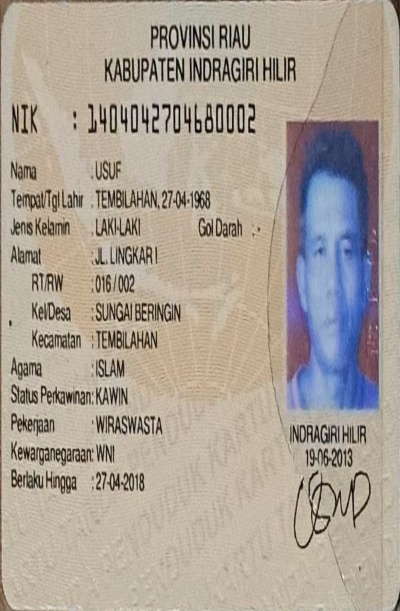 PROVINSI RIAU
KABUPATEN INDRAGIRI HILIR
NIK : 1404042704680002
Nama : USUF
Tempat/Tgl Lahir : TEMBILAHAN, 27-04-1968
Jenis Kelamin : LAKI-LAKI Gol Darah : -
Alamat : JL. LINGKAR I
RT/RW : 016 / 002
Kel/Desa : SUNGAI BERINGIN
Kecamatan : TEMBILAHAN
Agama : ISLAM
Status Perkawinan: KAWIN
Pekerjaan : WIRASWASTA
Kewarganegaraan: WNI
Berlaku Hingga : 27-04-2018
INDRAGIRI HILIR
19-06-2013